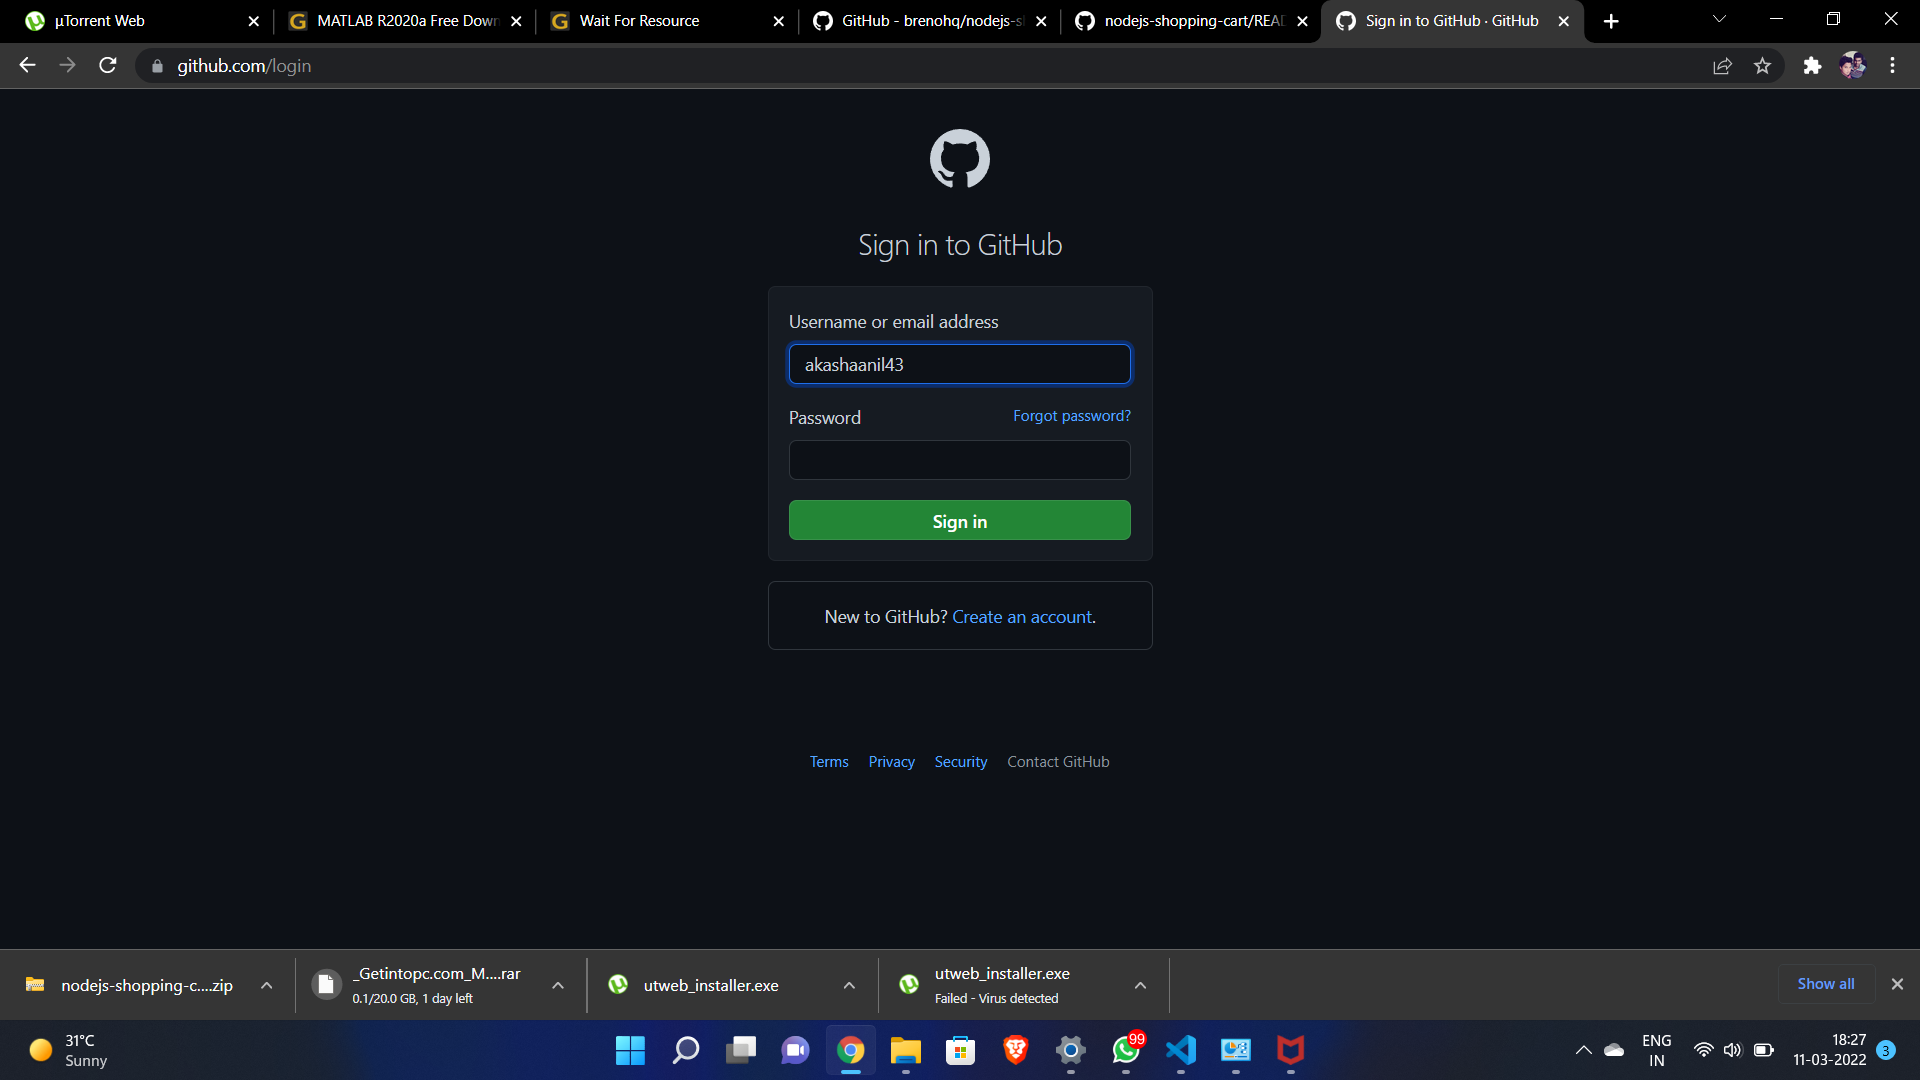 µTorrent Web
MATLAB R2020a Free Down
Wait For Resource
GitHub - brenohq/nodejs-s
nodejs-shopping-cart/READ
Sign in to GitHub · GitHub
github.com/login
Sign in to GitHub
Username or email address
akashaanil43
Password
Forgot password?
Sign in
New to GitHub? Create an account.
Terms
Privacy
Security
Contact GitHub
nodejs-shopping-c....zip
_Getintopc.com_M....rar
0.1/20.0 GB, 1 day left
utweb_installer.exe
utweb_installer.exe
Failed - Virus detected
Show all
31°C
Sunny
99
ENG
IN
18:27
11-03-2022
3